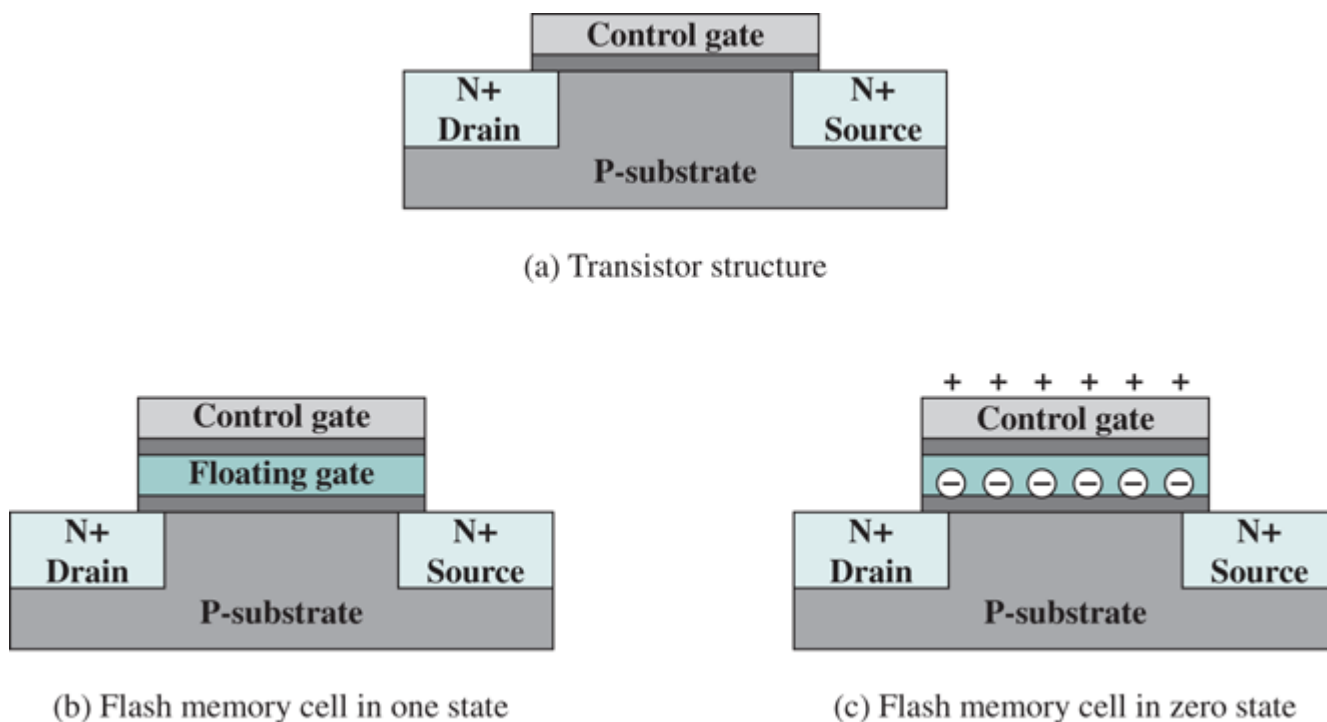 Control gate
N+
Drain
N+
Source
P-substrate
(a) Transistor structure
Control gate
Floating gate
N+
Drain
N+
Source
P-substrate
(b) Flash memory cell in one state
+ + + + + +
Control gate
− − − − − −
N+
Drain
N+
Source
P-substrate
(c) Flash memory cell in zero state